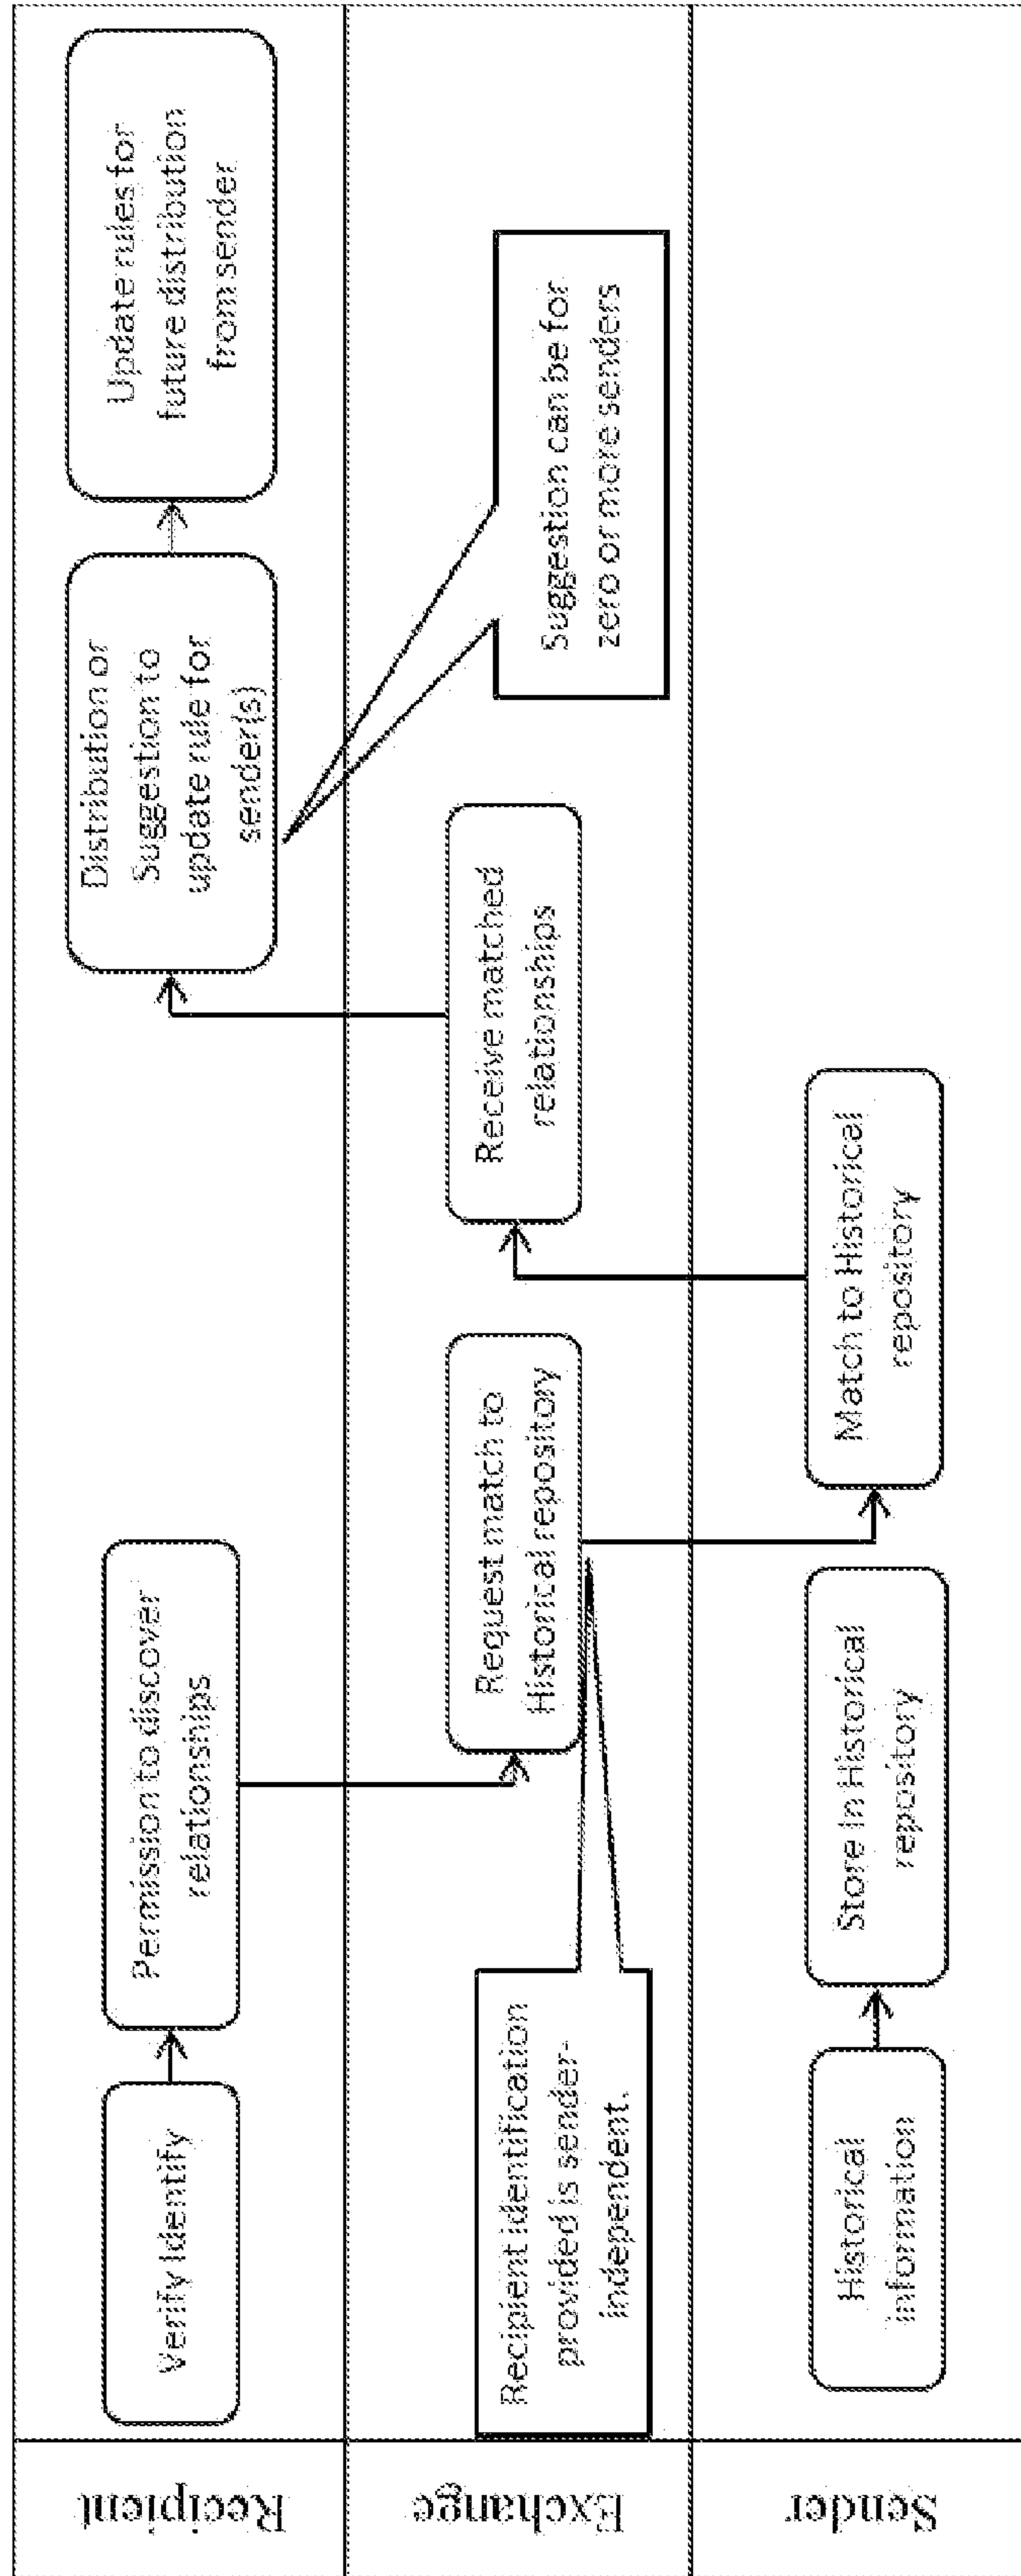 Recipient
Verify Identify
Permission to discover
relationships
Distribution or
Suggestion to
update rule for
sender(s)
Update rules for
future distribution
from sender
Exchange
Recipient identification
provided is sender-
independent.
Request match to
Historical repository
Receive matched
relationships
Suggestion can be for
zero or more senders
Sender
Historical
information
Store in Historical
repository
Match to Historical
repository